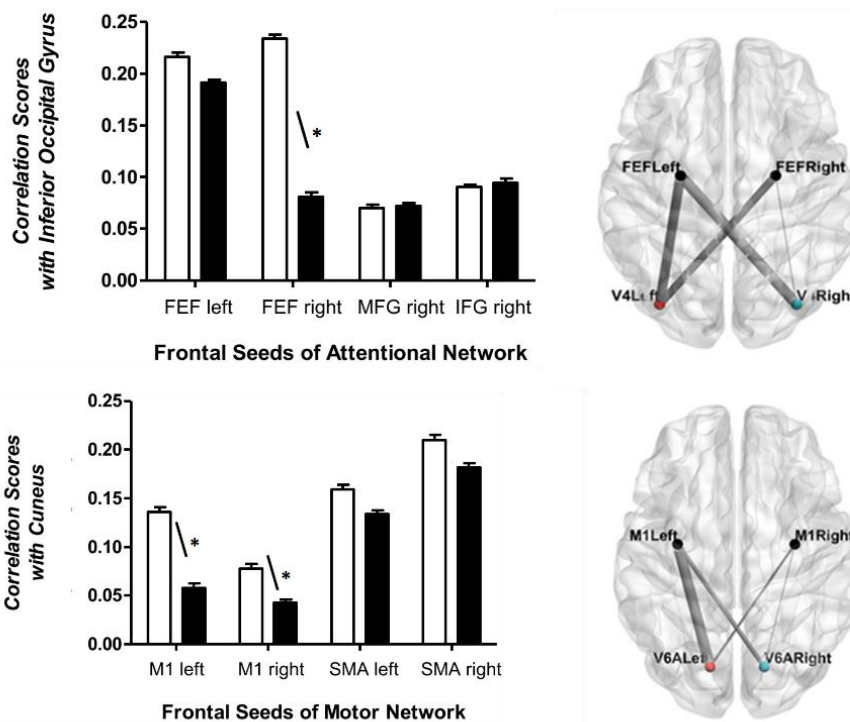 Correlation Scores
with Inferior Occipital Gyrus
0.25
0.20
0.15
0.10
0.05
0.00
*
FEF left
FEF right
MFG right
IFG right
Frontal Seeds of Attentional Network
FEFLeft
FEFRight
Correlation Scores
with Cuneus
0.25
0.20
0.15
0.10
0.05
0.00
*
*
M1 left
M1 right
SMA left
SMA right
Frontal Seeds of Motor Network
M1Left
M1Right
V6ARight